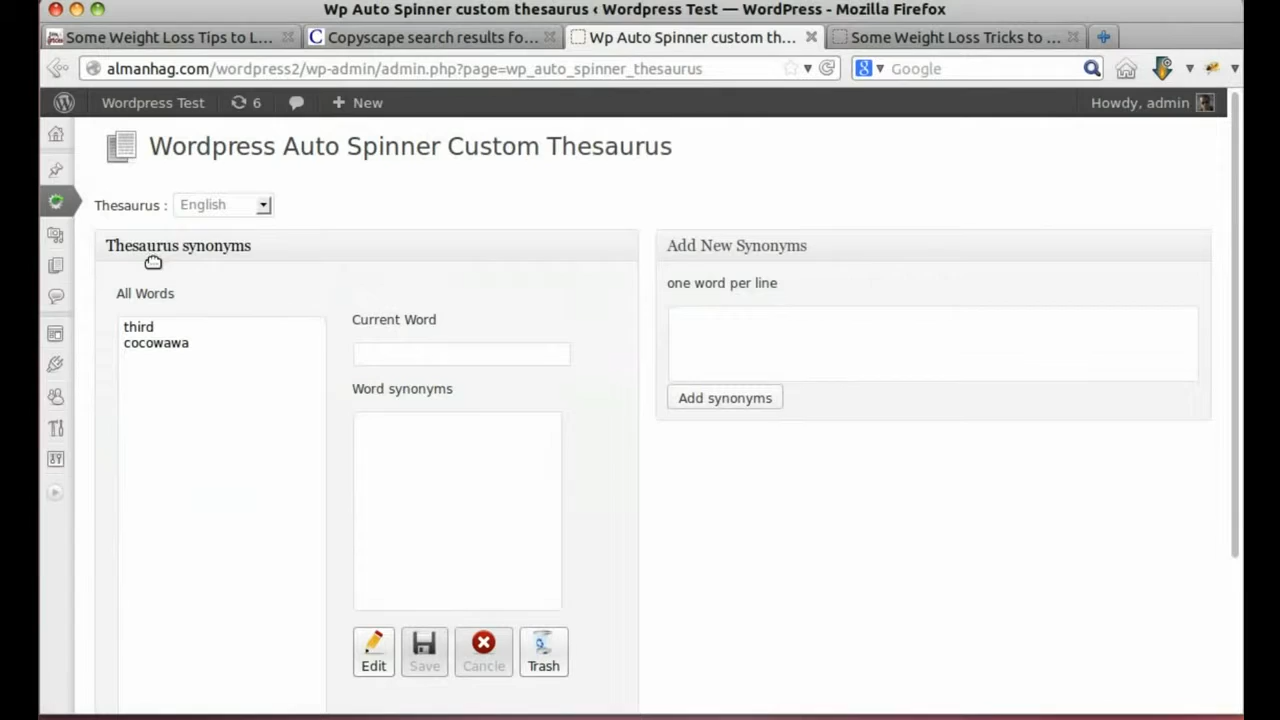 Wp Auto Spinner custom thesaurus ‹ Wordpress Test — WordPress - Mozilla Firefox
Some Weight Loss Tips to L...
Copyscape search results fo...
Wp Auto Spinner custom th...
Some Weight Loss Tricks to ...
almanhag.com/wordpress2/wp-admin/admin.php?page=wp_auto_spinner_thesaurus
Google
Wordpress Test
6
+ New
Howdy, admin
Wordpress Auto Spinner Custom Thesaurus
Thesaurus :
English
Thesaurus synonyms
Add New Synonyms
All Words
one word per line
third
cocowawa
Current Word
Word synonyms
Add synonyms
Edit
Save
Cancle
Trash